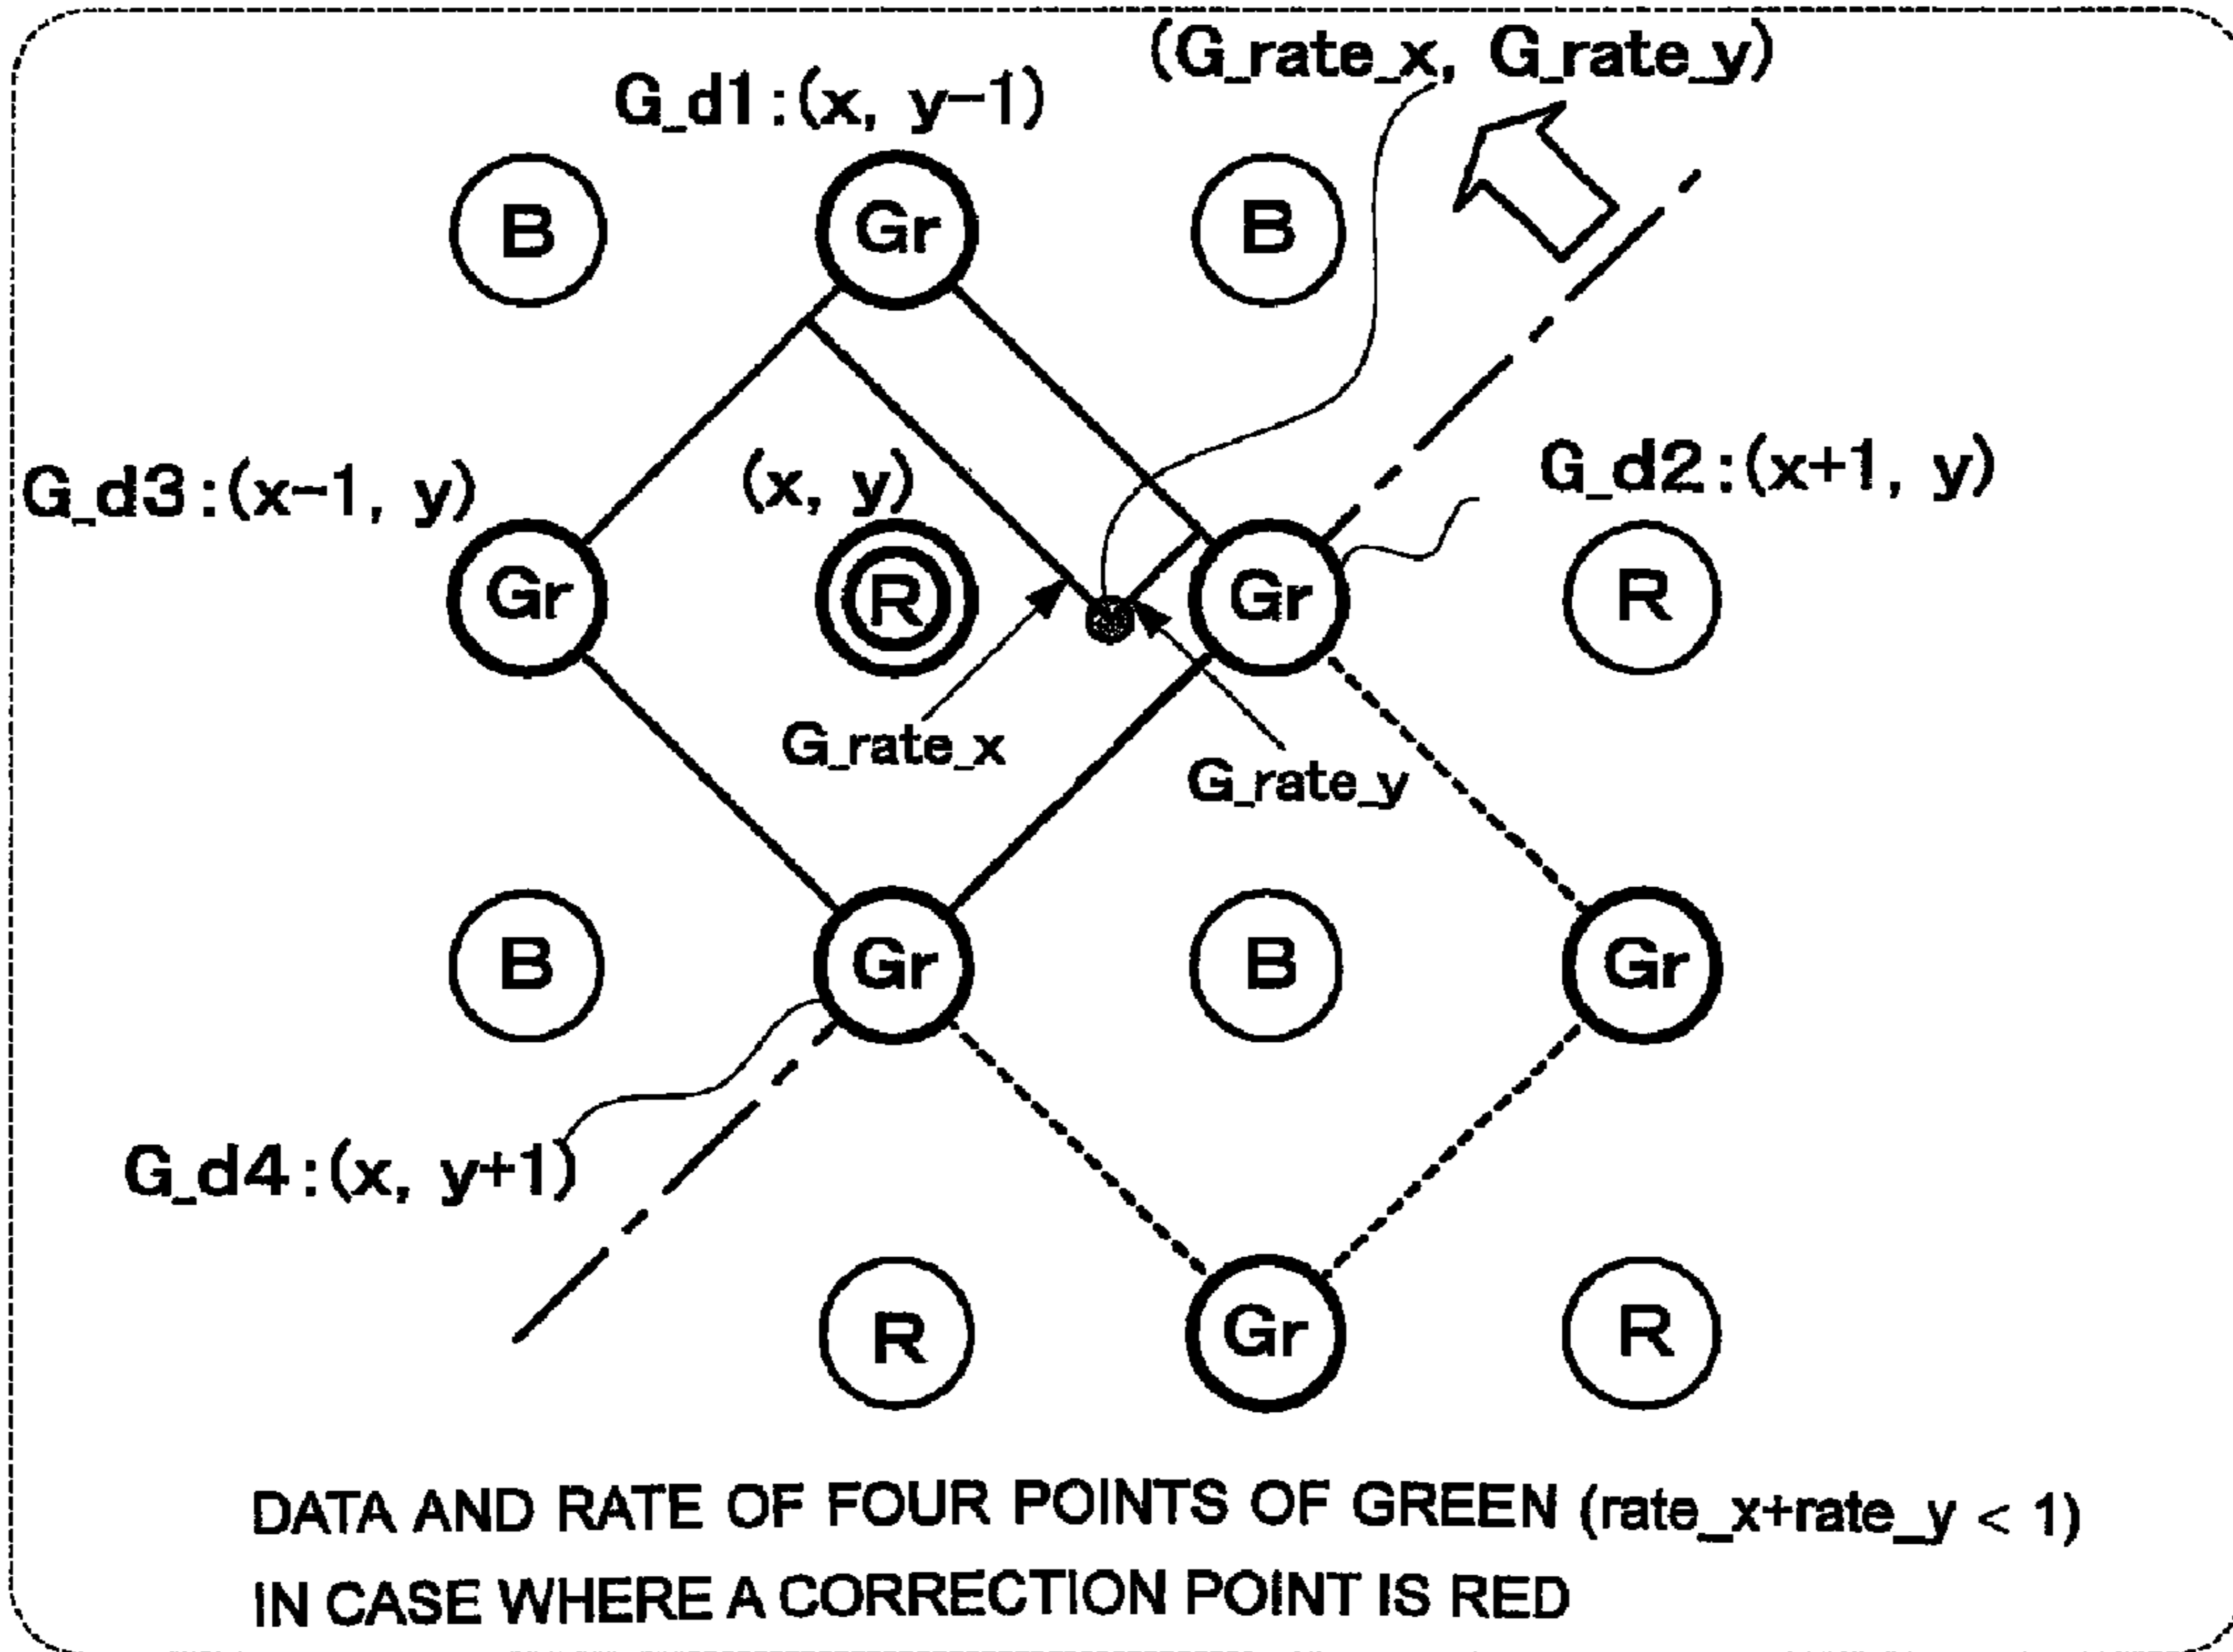 (G_rate_x, G_rate_y)
G_d1:(x, y-1)
B Gr B
G_d3:(x-1, y) (x, y) G_d2:(x+1, y)
Gr R Gr R
G_rate_x
G_rate_y
B Gr B Gr
G_d4:(x, y+1)
R Gr R
DATA AND RATE OF FOUR POINTS OF GREEN (rate_x+rate_y < 1)
IN CASE WHERE A CORRECTION POINT IS RED